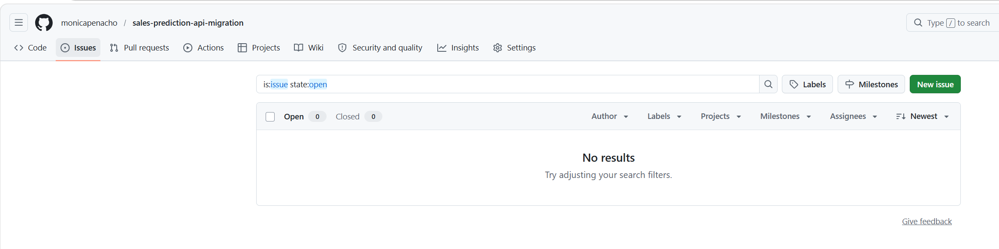 monicapenacho / sales-prediction-api-migration
Type / to search
Code Issues Pull requests Actions Projects Wiki Security and quality Insights Settings
is:issue state:open
Labels Milestones New issue
Open 0 Closed 0 Author Labels Projects Milestones Assignees Newest
No results
Try adjusting your search filters.
Give feedback